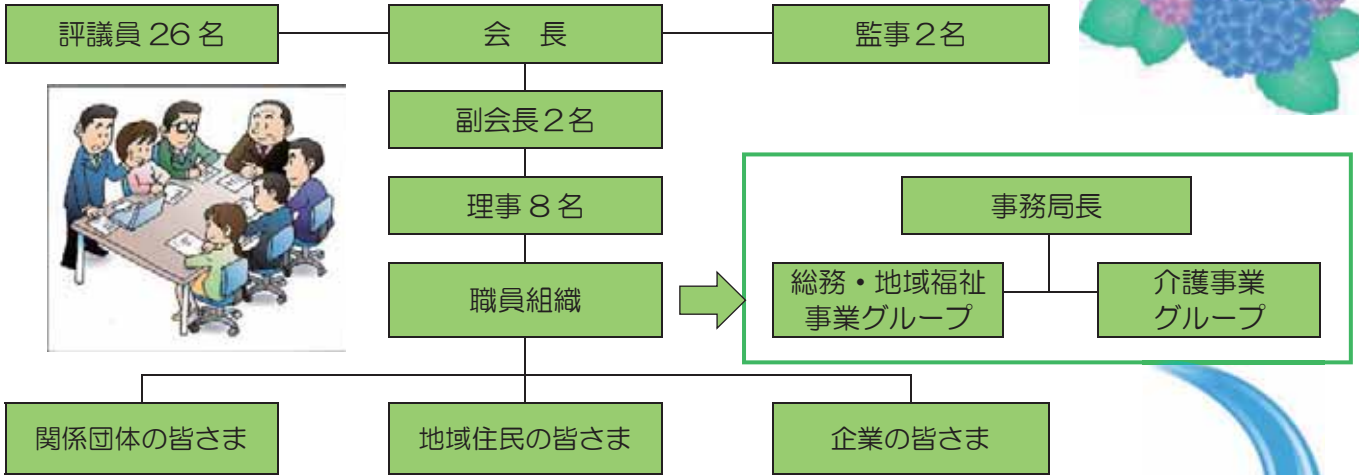 評議員 26 名
会　長
監事２名
副会長２名
理事 8 名
事務局長
職員組織
総務・地域福祉
事業グループ
介護事業
グループ
関係団体の皆さま
地域住民の皆さま
企業の皆さま